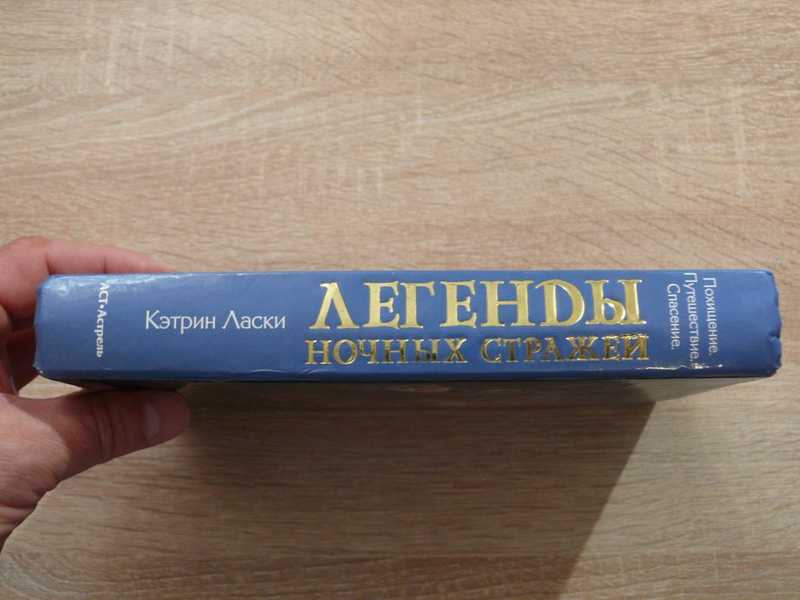 АСТ•Астрель
Кэтрин Ласки
ЛЕГЕНДЫ
НОЧНЫХ СТРАЖЕЙ
Похищение.
Путешествие.
Спасение.